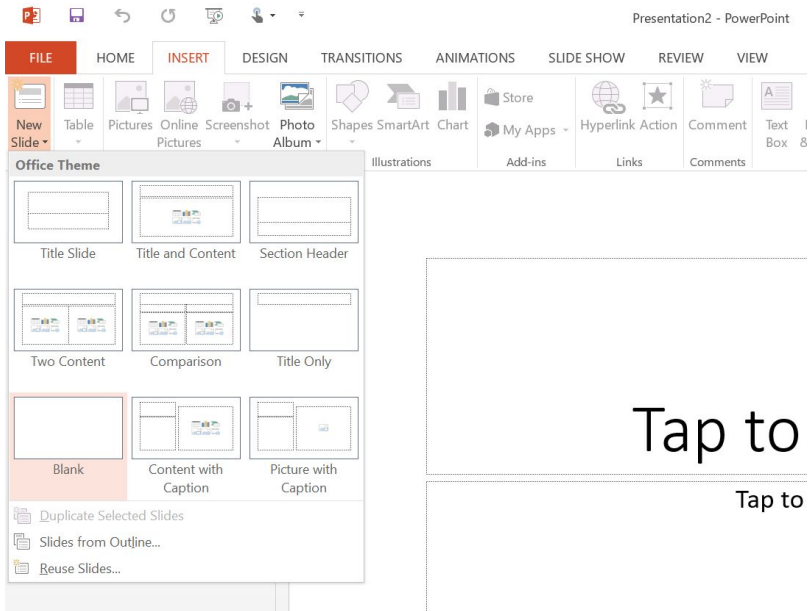 Presentation2 - PowerPoint
FILE HOME INSERT DESIGN TRANSITIONS ANIMATIONS SLIDE SHOW REVIEW VIEW
New Slide
Table
Pictures
Online Pictures
Screenshot
Photo Album
Shapes
SmartArt
Chart
Store
My Apps
Hyperlink
Action
Comment
Text Box
&
Illustrations
Add-ins
Links
Comments
Office Theme
Title Slide
Title and Content
Section Header
Two Content
Comparison
Title Only
Blank
Content with Caption
Picture with Caption
Duplicate Selected Slides
Slides from Outline...
Reuse Slides...
Tap to
Tap to